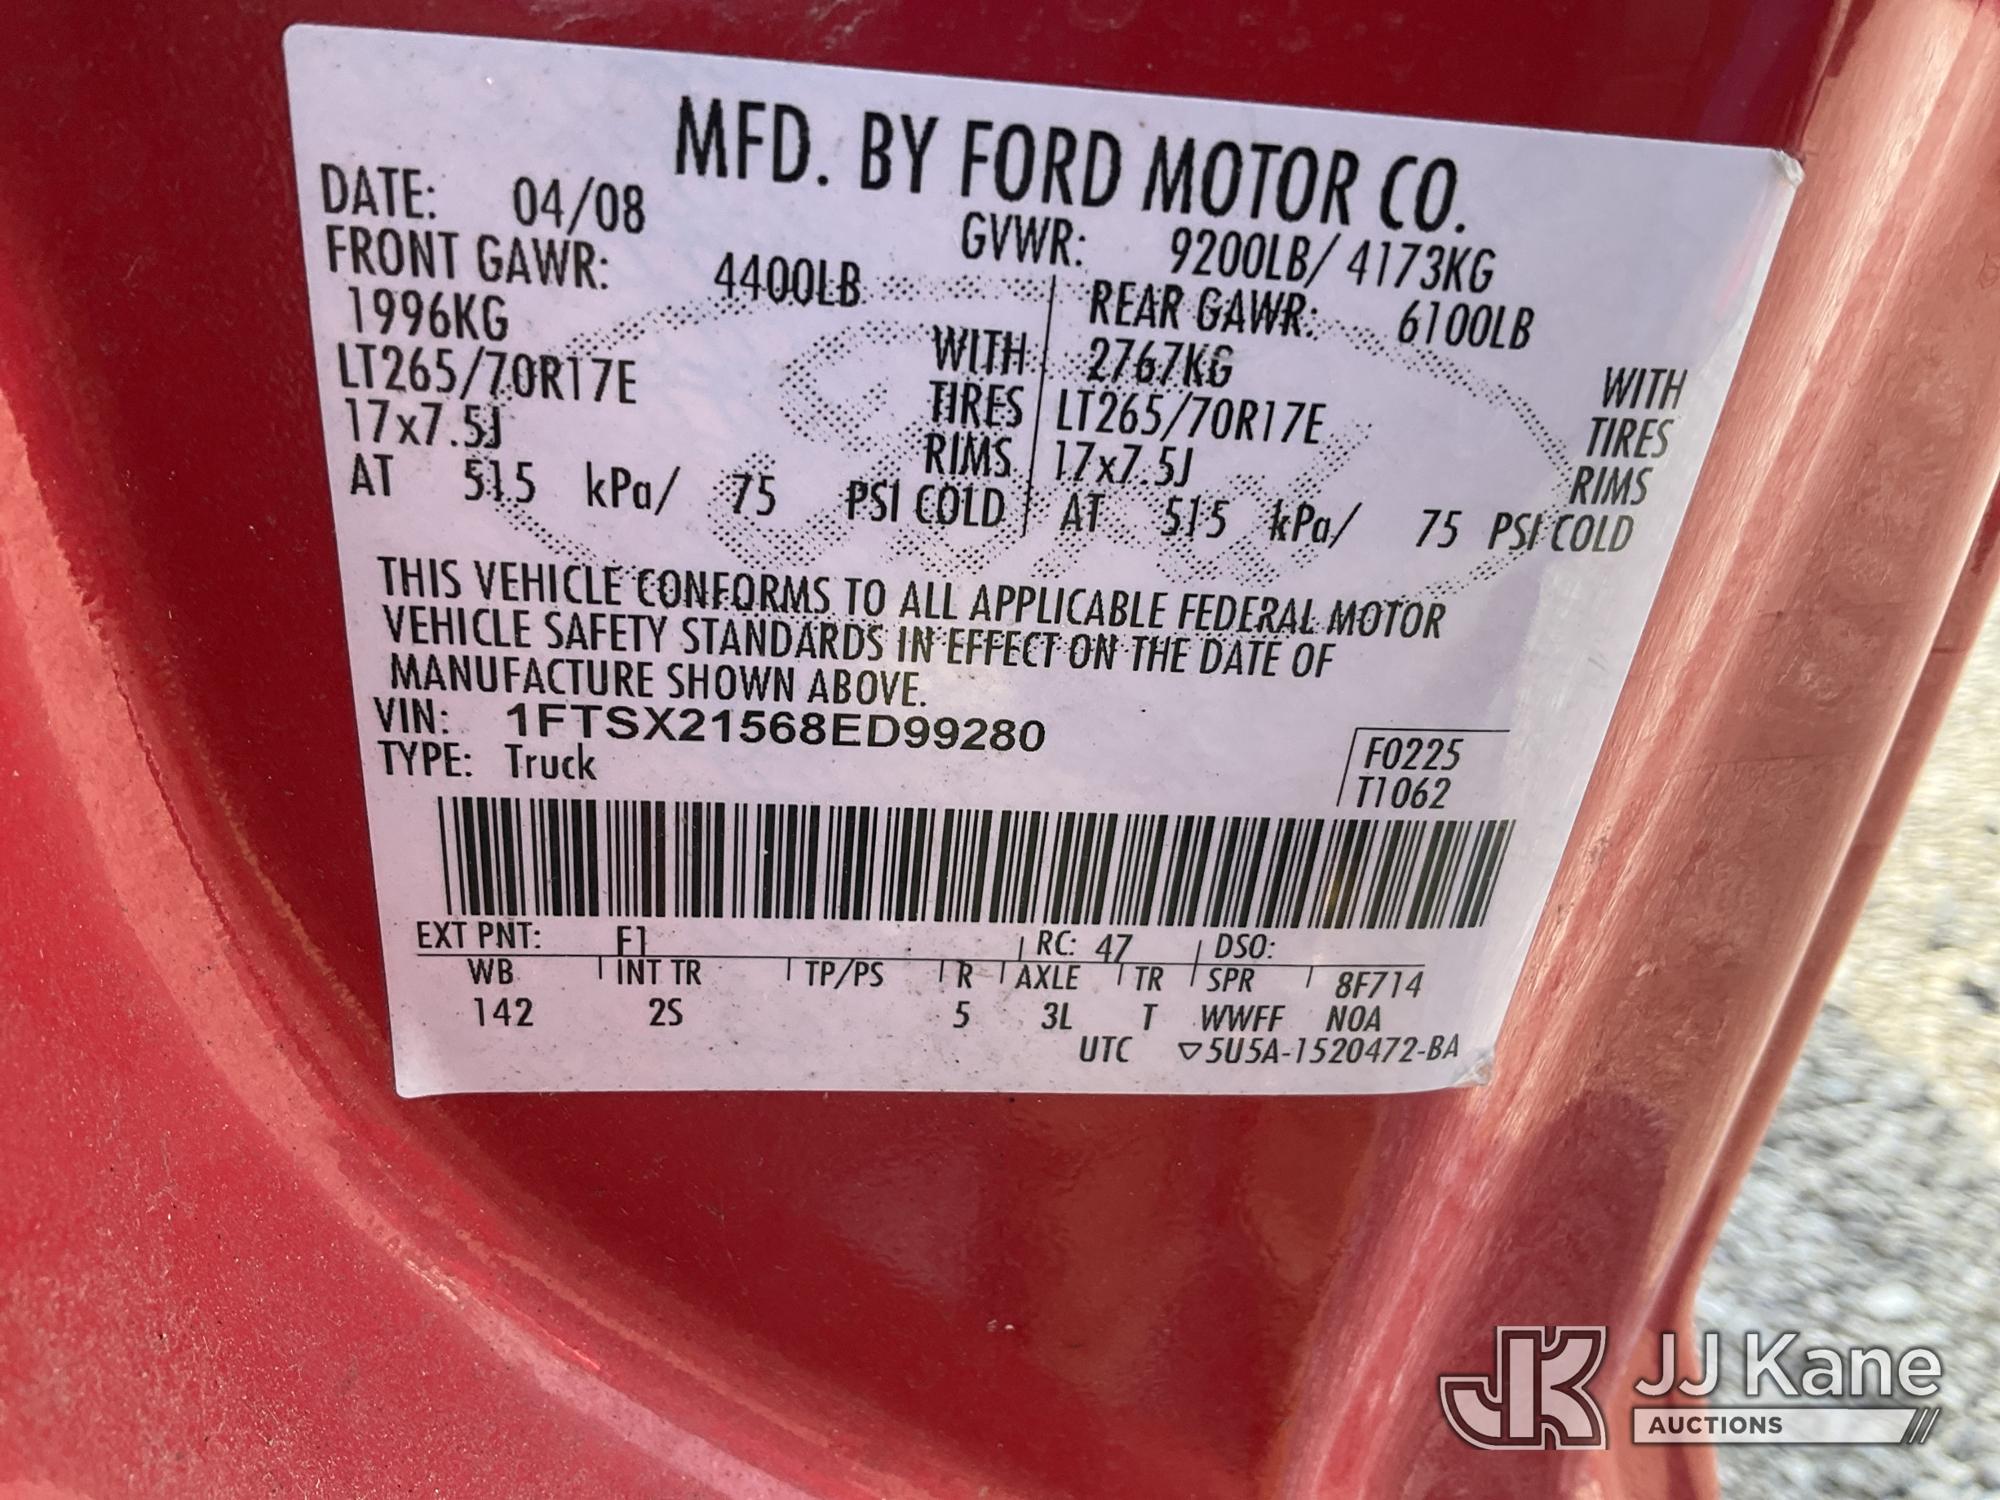 MFD. BY FORD MOTOR CO.
DATE: 04/08 GVWR: 9200LB/ 4173KG
FRONT GAWR: 4400LB REAR GAWR: 6100LB
1996KG WITH 2767KG WITH
LT265/70R17E TIRES LT265/70R17E TIRES
17x7.5J RIMS 17x7.5J RIMS
AT 515 kPa/ 75 PSI COLD AT 515 kPa/ 75 PSI COLD
THIS VEHICLE CONFORMS TO ALL APPLICABLE FEDERAL MOTOR
VEHICLE SAFETY STANDARDS IN EFFECT ON THE DATE OF
MANUFACTURE SHOWN ABOVE.
VIN: 1FTSX21568ED99280
TYPE: Truck
F0225
T1062
EXT PNT: F1 RC: 47 DSO:
WB INT TR TP/PS R AXLE TR SPR 8F714
142 2S 5 3L T WWFF NOA
UTC ▽5U5A-1520472-BA
JK JJ Kane
AUCTIONS